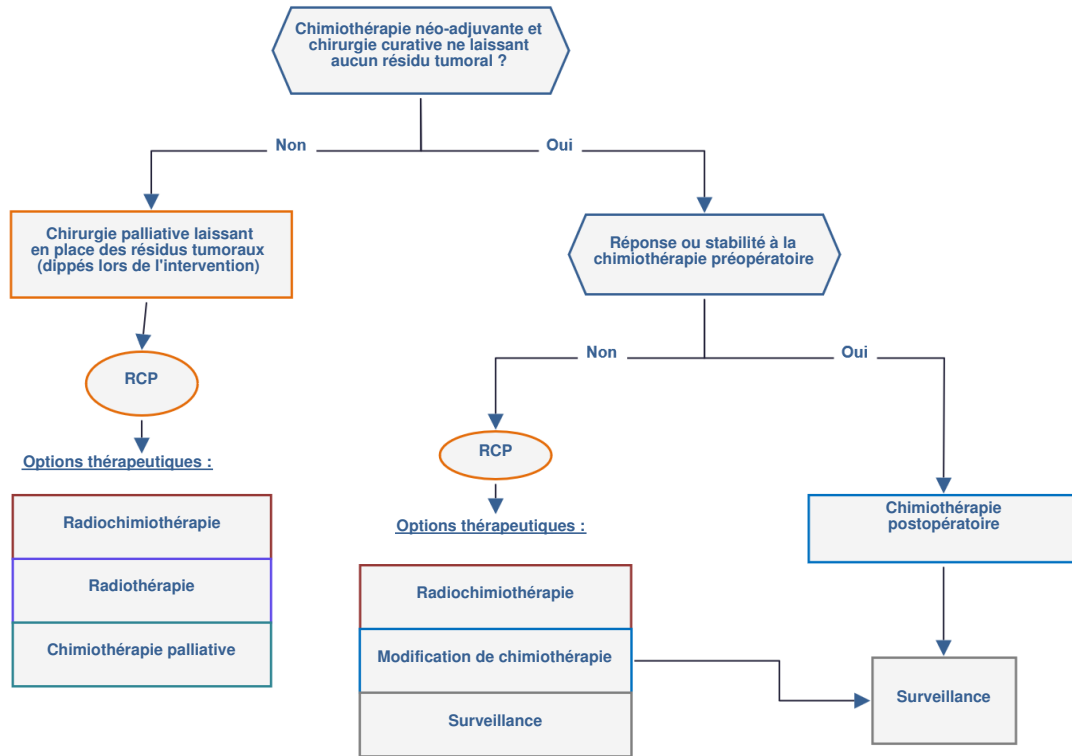 Chimiothérapie néo-adjuvante et
chirurgie curative ne laissant
aucun résidu tumoral ?
Non
Oui
Chirurgie palliative laissant
en place des résidus tumoraux
(dippés lors de l'intervention)
Réponse ou stabilité à la
chimiothérapie préopératoire
RCP
Non
Oui
Options thérapeutiques :
RCP
Radiochimiothérapie
Radiothérapie
Chimiothérapie palliative
Options thérapeutiques :
Chimiothérapie
postopératoire
Radiochimiothérapie
Modification de chimiothérapie
Surveillance
Surveillance